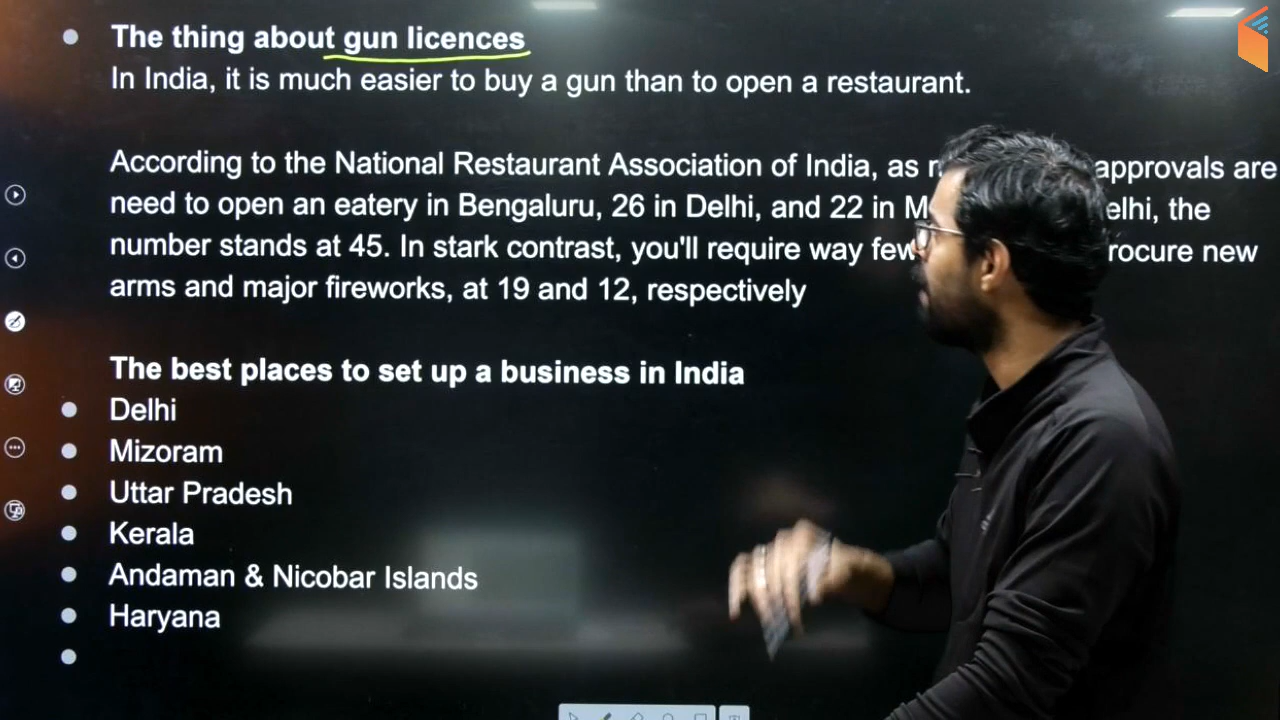 The thing about gun licences
In India, it is much easier to buy a gun than to open a restaurant.
According to the National Restaurant Association of India, as approvals are
need to open an eatery in Bengaluru, 26 in Delhi, and 22 in the
number stands at 45. In stark contrast, you'll require way new
arms and major fireworks, at 19 and 12, respectively
The best places to set up a business in India
Delhi
Mizoram
Uttar Pradesh
Kerala
Andaman & Nicobar Islands
Haryana